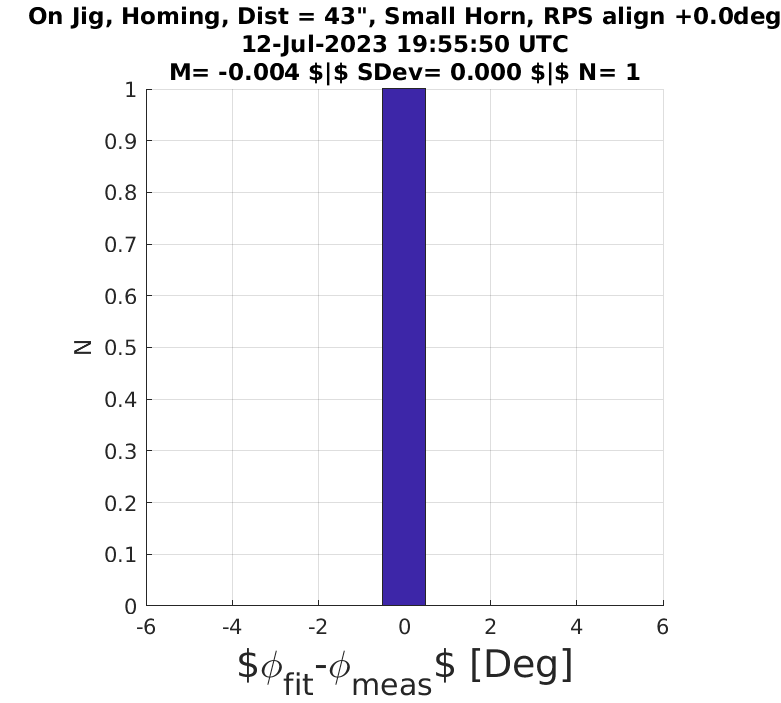 On Jig, Homing, Dist = 43", Small Horn, RPS align +0.0deg
12-Jul-2023 19:55:50 UTC
M= -0.004 $|$ SDev= 0.000 $|$ N= 1
1
0.9
0.8
0.7
0.6
0.5
0.4
0.3
0.2
0.1
0
N
-6 -4 -2 0 2 4 6
$ϕfit-ϕmeas$ [Deg]